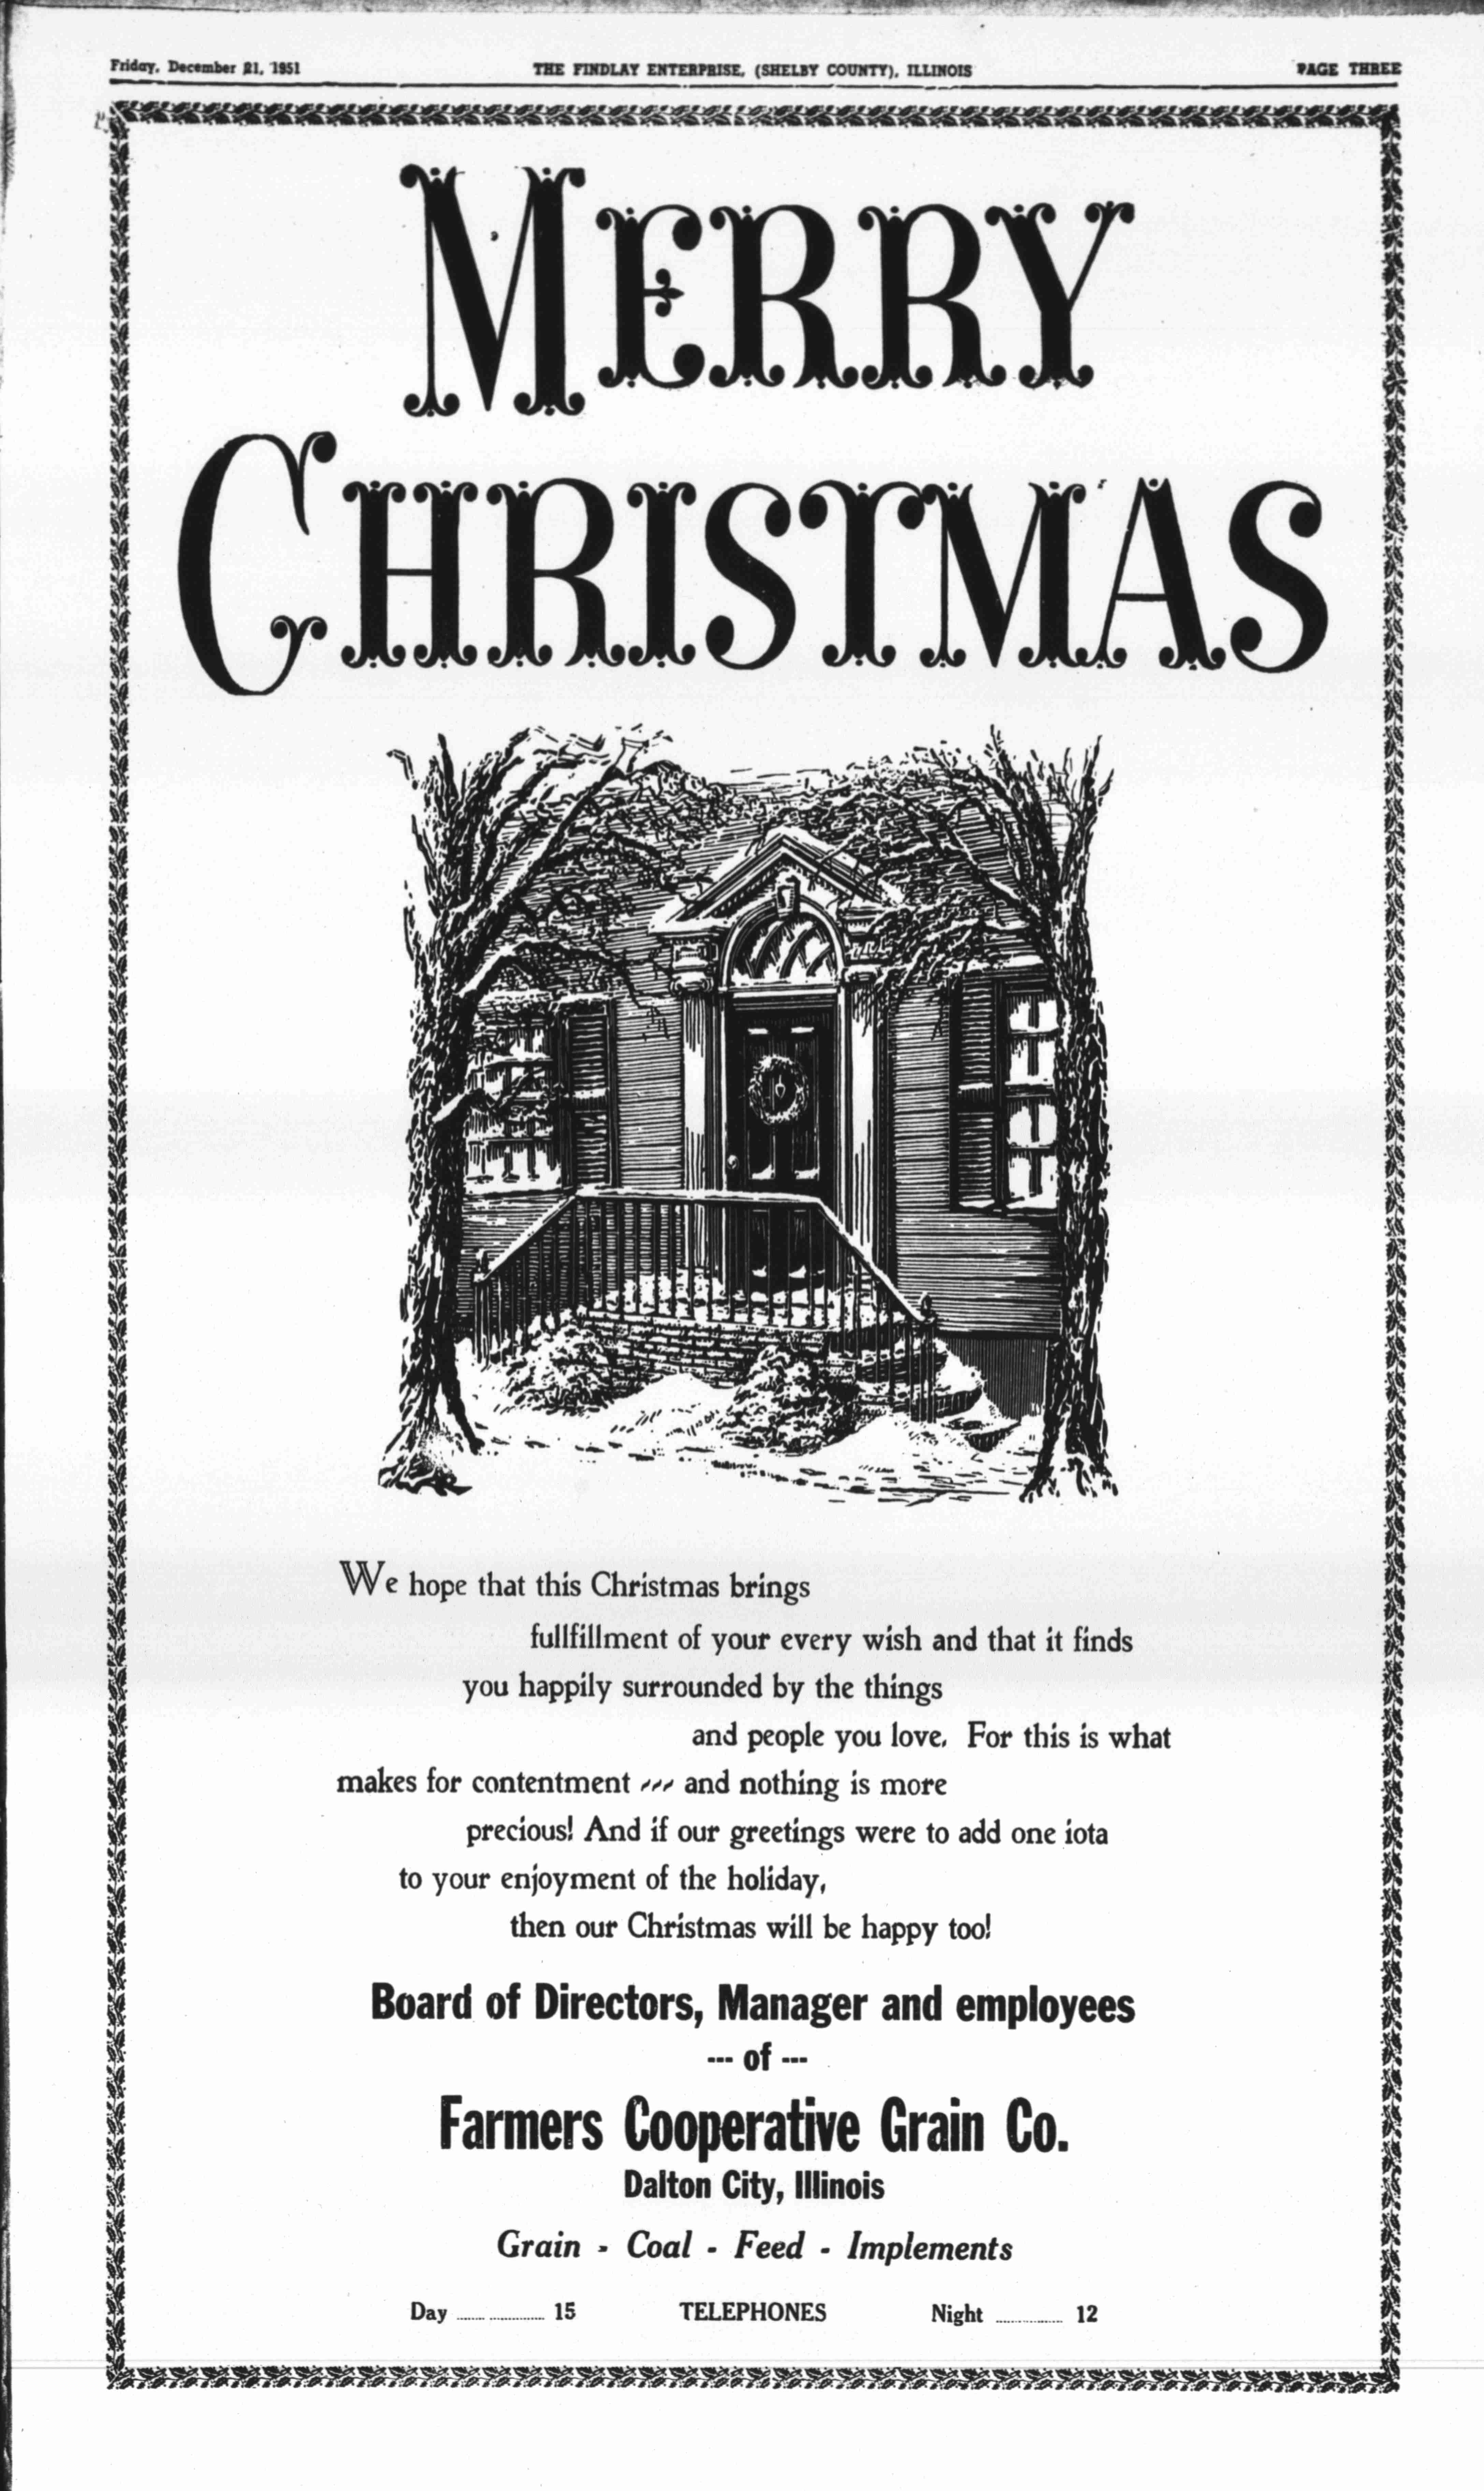 Friday, December 21, 1951
THE FINDLAY ENTERPRISE, (SHELBY COUNTY), ILLINOIS
PAGE THREE
MERRY
CHRISTMAS
We hope that this Christmas brings
fullfillment of your every wish and that it finds
you happily surrounded by the things
and people you love. For this is what
makes for contentment --- and nothing is more
precious! And if our greetings were to add one iota
to your enjoyment of the holiday,
then our Christmas will be happy too!
Board of Directors, Manager and employees
--- of ---
Farmers Cooperative Grain Co.
Dalton City, Illinois
Grain - Coal - Feed - Implements
Day ........ ............... 15 TELEPHONES Night .................. 12